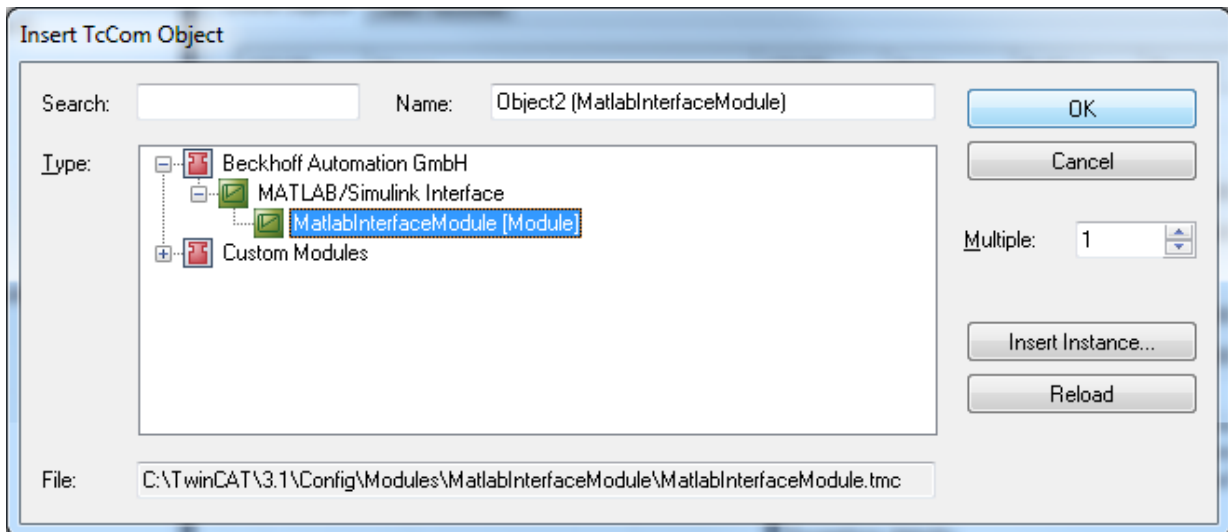 Insert TcCom Object
Search:
Name: Object2 (MatlabInterfaceModule)
OK
Type:
Beckhoff Automation GmbH
Cancel
MATLAB/Simulink Interface
MatlabInterfaceModule [Module]
Multiple: 1
Custom Modules
Insert Instance...
Reload
File: C:\TwinCAT\3.1\Config\Modules\MatlabInterfaceModule\MatlabInterfaceModule.tmc